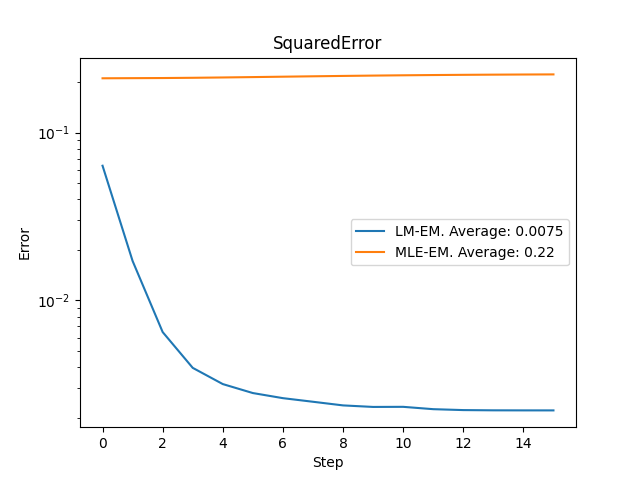 SquaredError
Error
10⁻¹
10⁻²
LM-EM. Average: 0.0075
MLE-EM. Average: 0.22
0 2 4 6 8 10 12 14
Step